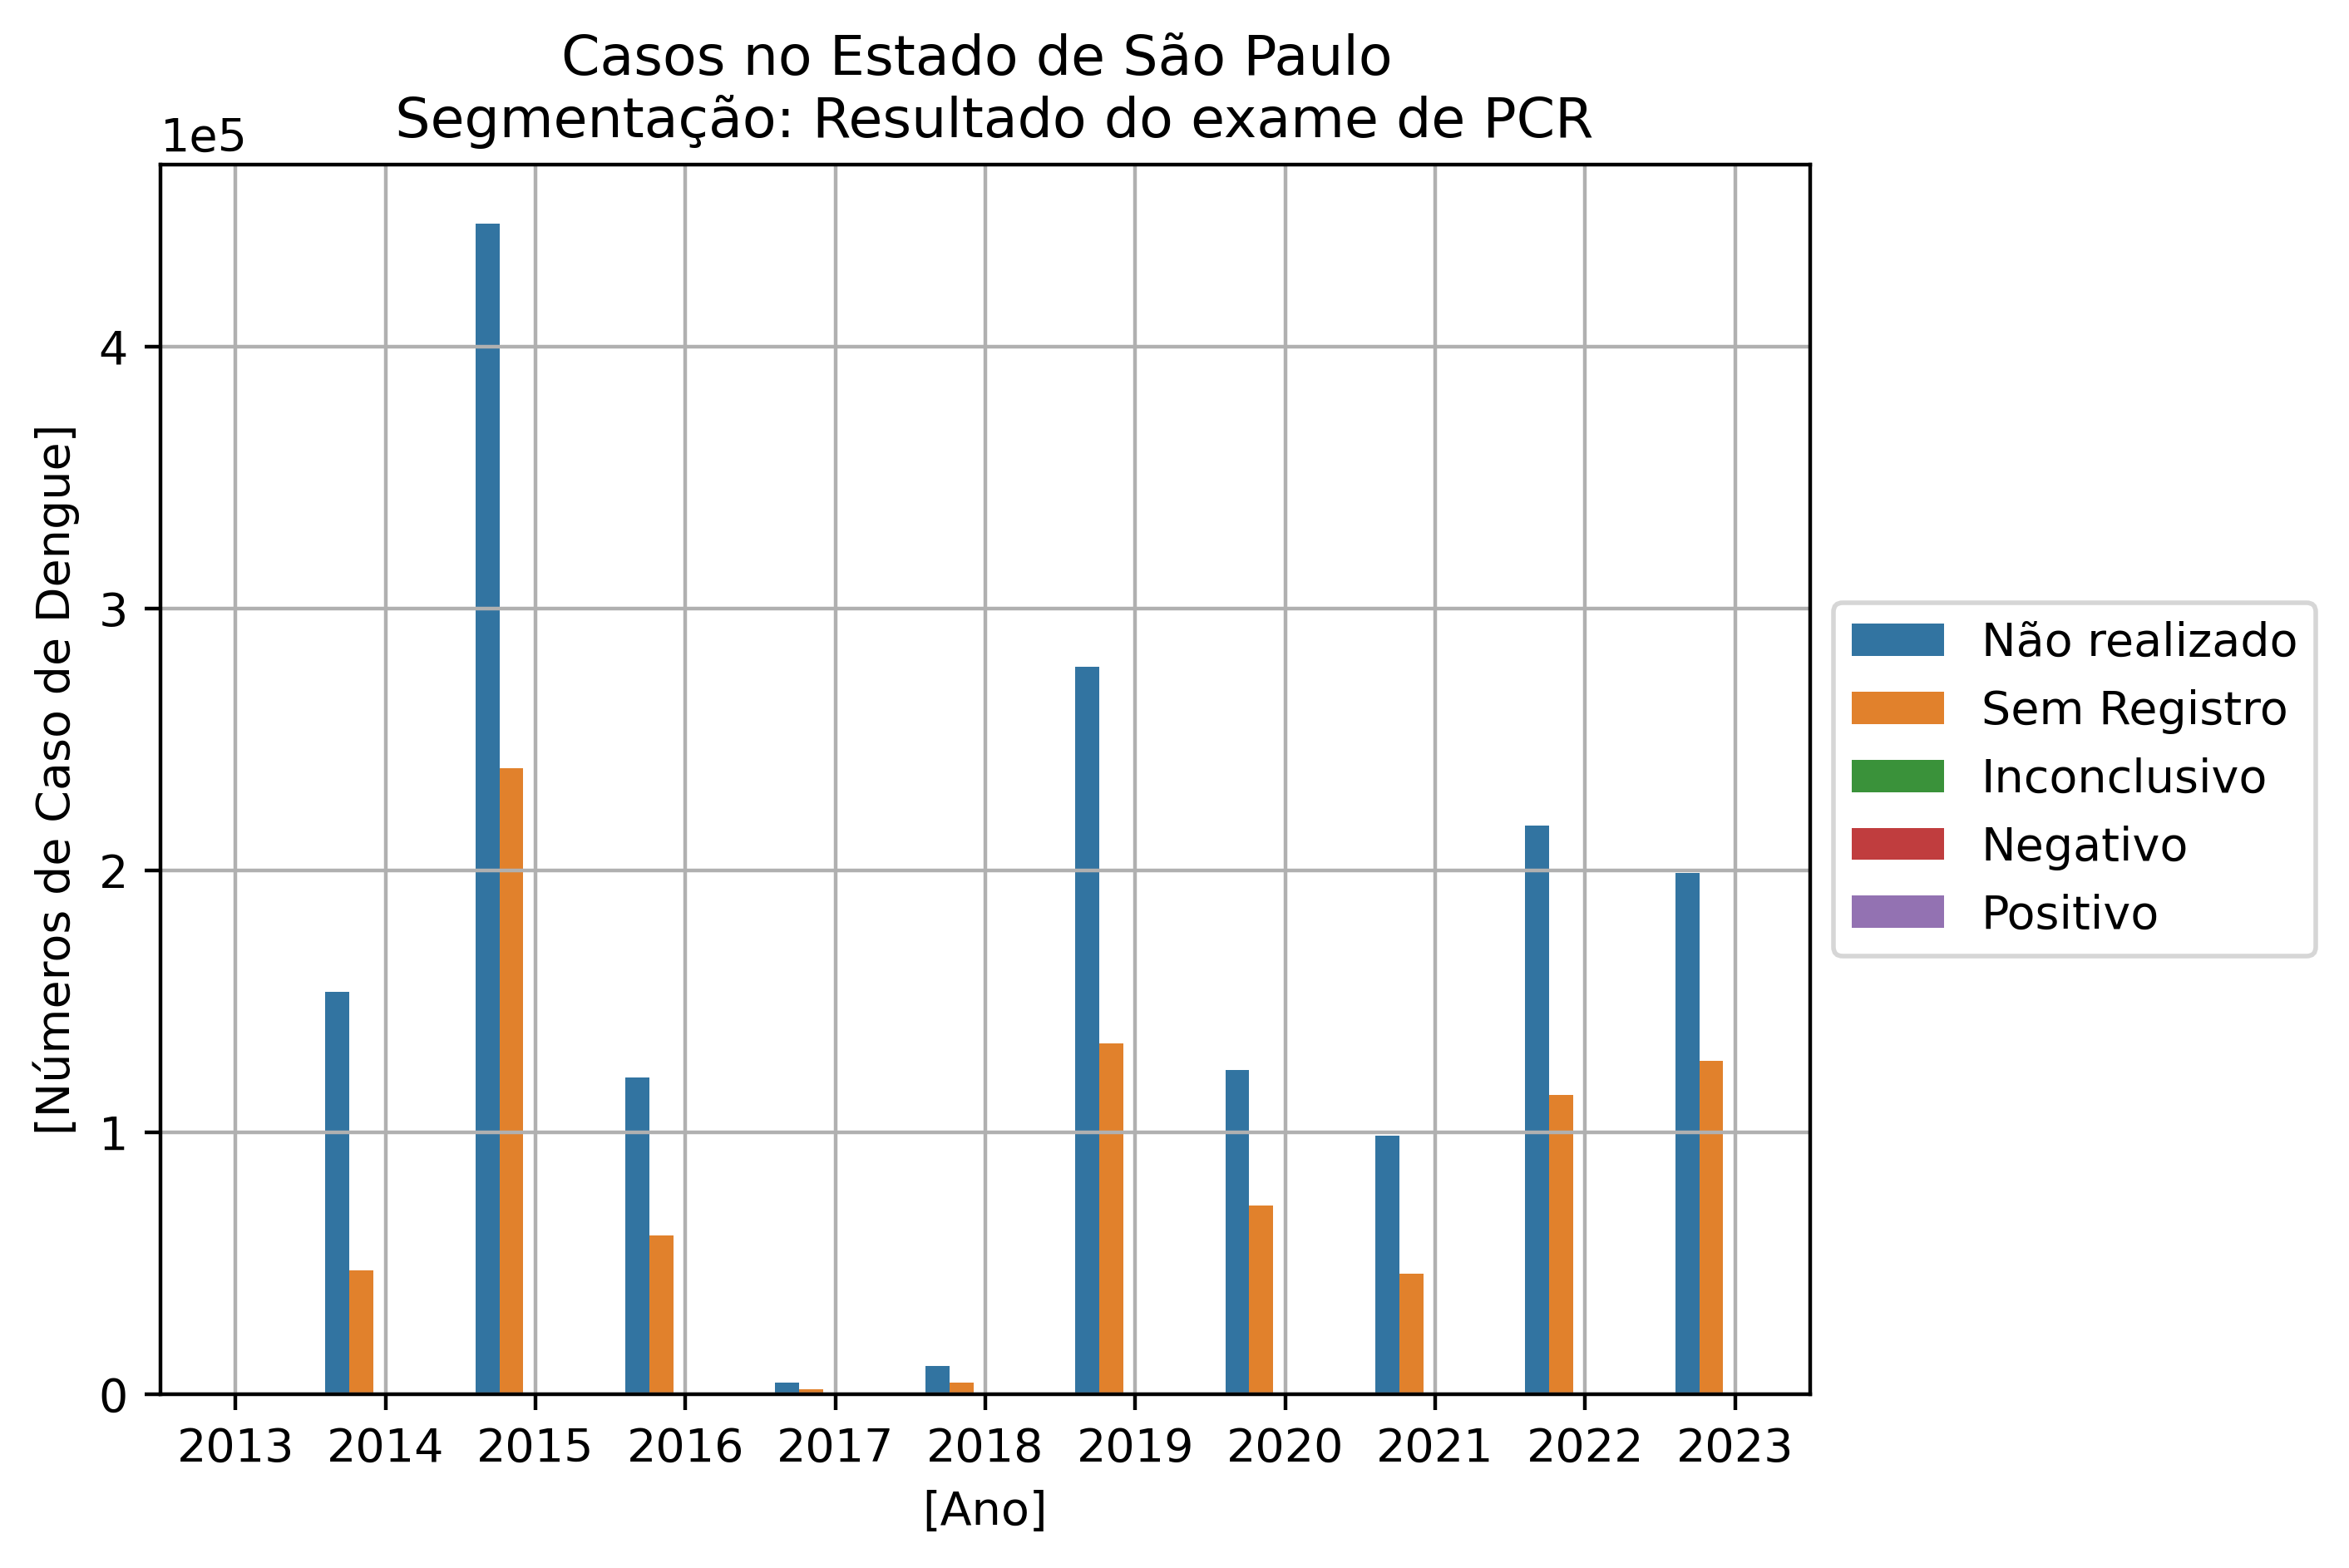 Casos no Estado de São Paulo
Segmentação: Resultado do exame de PCR
1e5
[Números de Caso de Dengue]
4
3
2
1
0
2013 2014 2015 2016 2017 2018 2019 2020 2021 2022 2023
[Ano]
Não realizado
Sem Registro
Inconclusivo
Negativo
Positivo